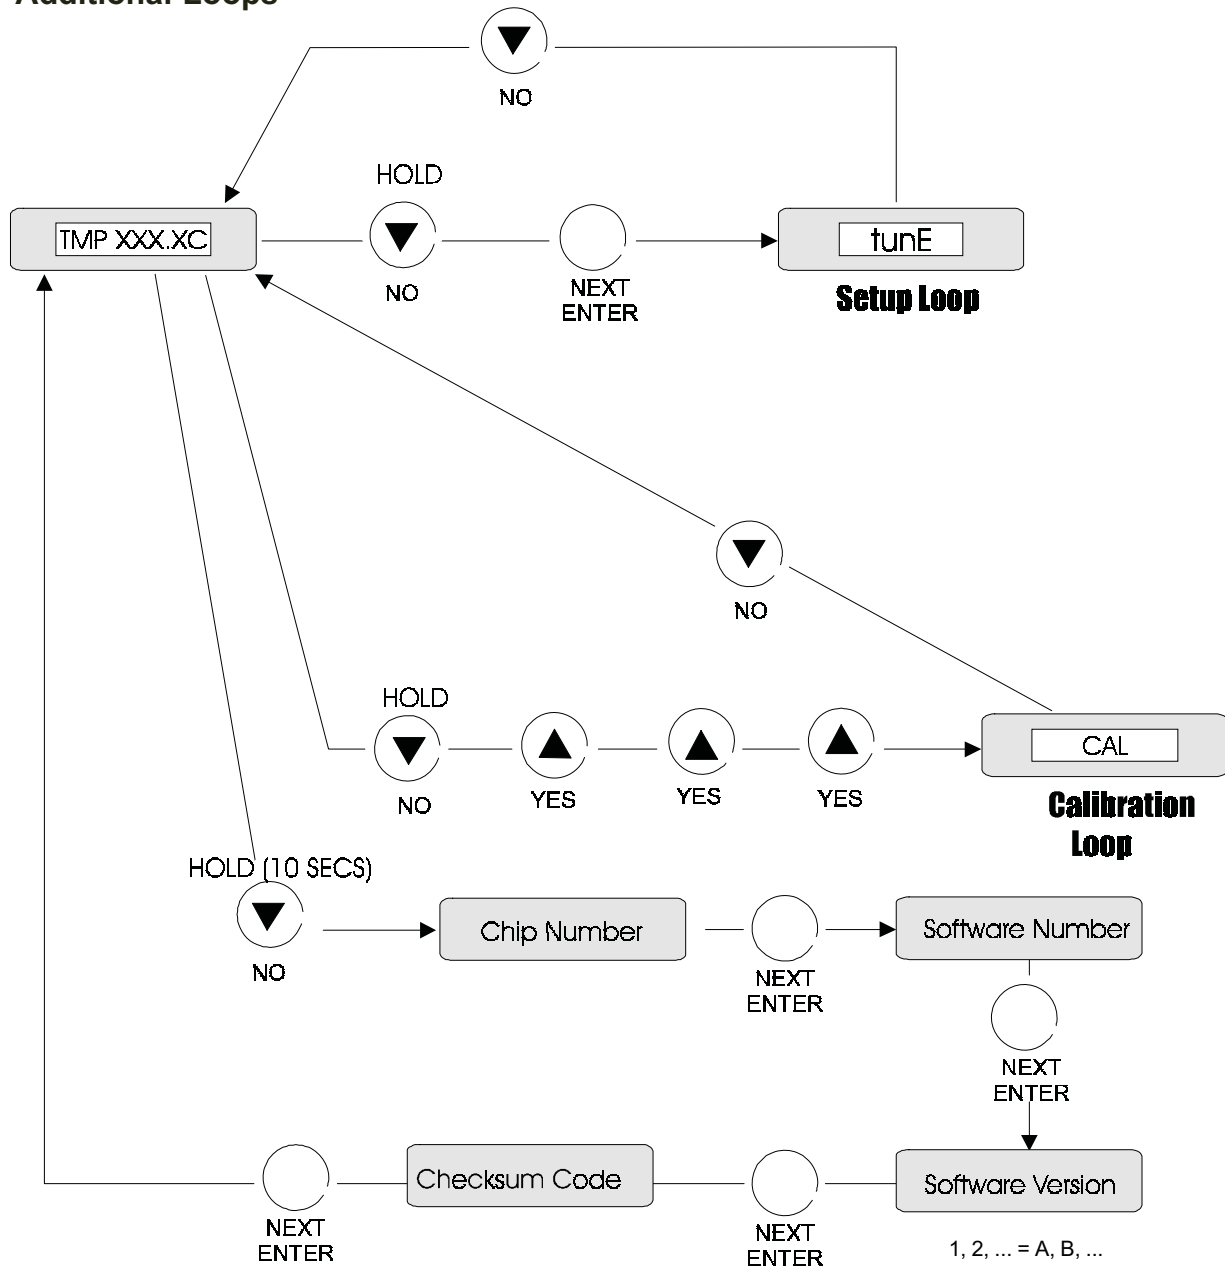 Additional Loops
NO
HOLD
TMP XXX.XC
NO
NEXT
ENTER
tunE
Setup Loop
NO
HOLD
NO
YES
YES
YES
CAL
Calibration
Loop
HOLD (10 SECS)
NO
Chip Number
NEXT
ENTER
Software Number
NEXT
ENTER
Software Version
1, 2, ... = A, B, ...
NEXT
ENTER
Checksum Code
NEXT
ENTER